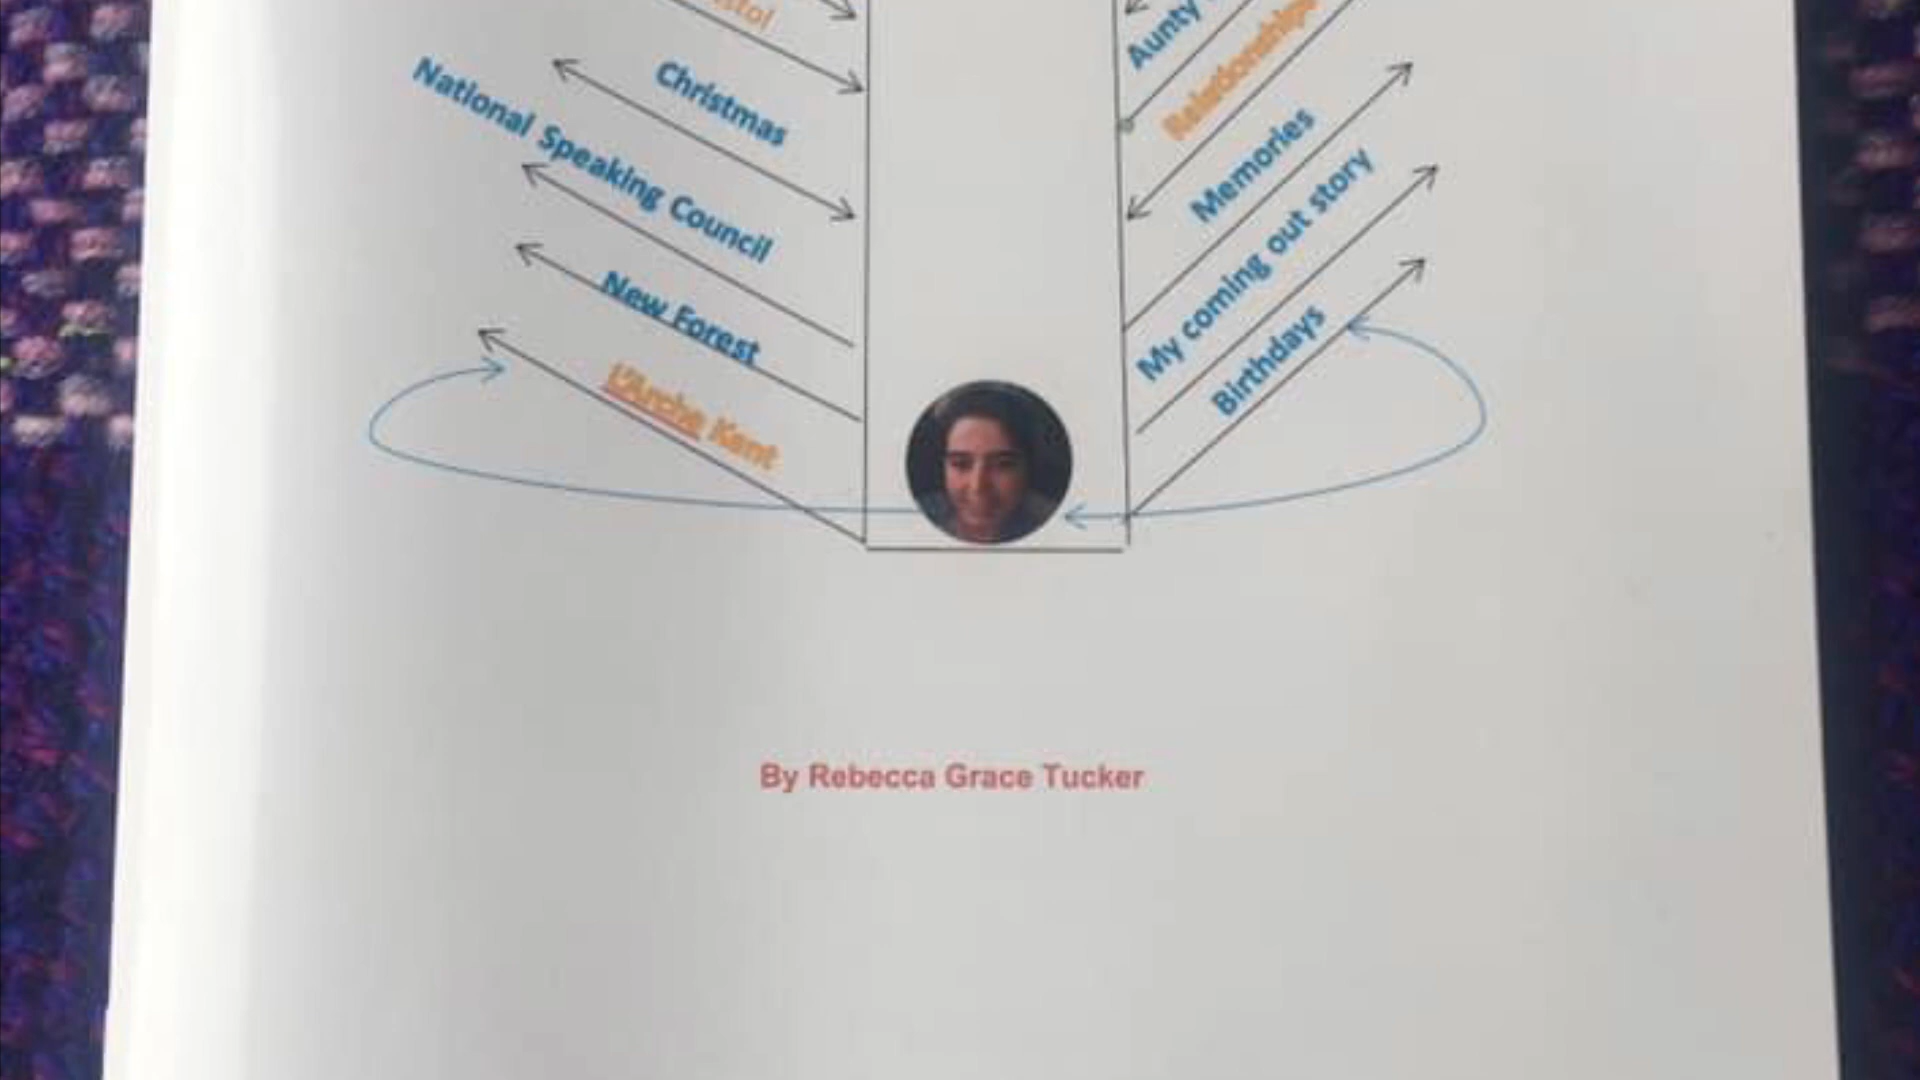 Aunty
Relationships
Christmas
National Speaking Council
New Forest
L'Arche Kent
Memories
My coming out story
Birthdays
By Rebecca Grace Tucker